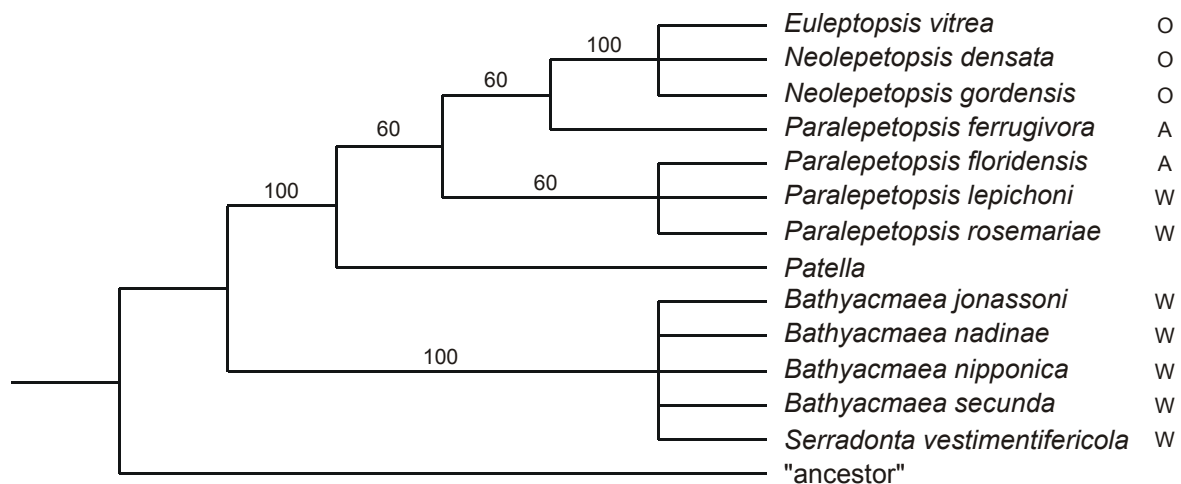 Euleptopsis vitrea O
100
Neolepetopsis densata O
60
Neolepetopsis gordensis O
60
Paralepetopsis ferrugivora A
Paralepetopsis floridensis A
100
60
Paralepetopsis lepichoni W
Paralepetopsis rosemariae W
Patella
Bathyacmaea jonassoni W
Bathyacmaea nadinae W
100
Bathyacmaea nipponica W
Bathyacmaea secunda W
Serradonta vestimentifericola W
"ancestor"